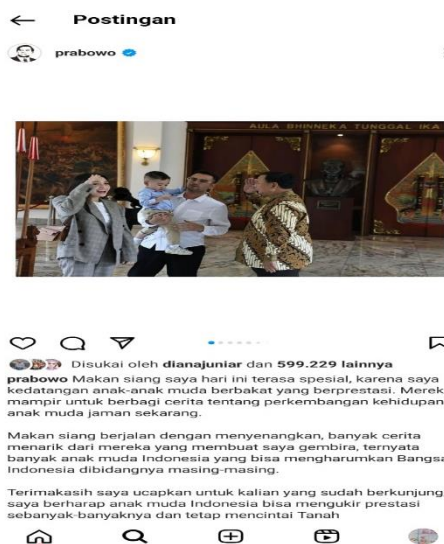 Postingan
prabowo
AULA BHINNEKA TUNGGAL IKA
Disukai oleh dianajuniar dan 599.229 lainnya
prabowo Makan siang saya hari ini terasa spesial, karena saya
kedatangan anak-anak muda berbakat yang berprestasi. Merek
mampir untuk berbagi cerita tentang perkembangan kehidupan
anak muda jaman sekarang.
Makan siang berjalan dengan menyenangkan, banyak cerita
menarik dari mereka yang membuat saya gembira, ternyata
banyak anak muda Indonesia yang bisa mengharumkan Bangsa
Indonesia dibidangnya masing-masing.
Terimakasih saya ucapkan untuk kalian yang sudah berkunjung
saya berharap anak muda Indonesia bisa mengukir prestasi
sebanyak-banyaknya dan tetap mencintai Tanah